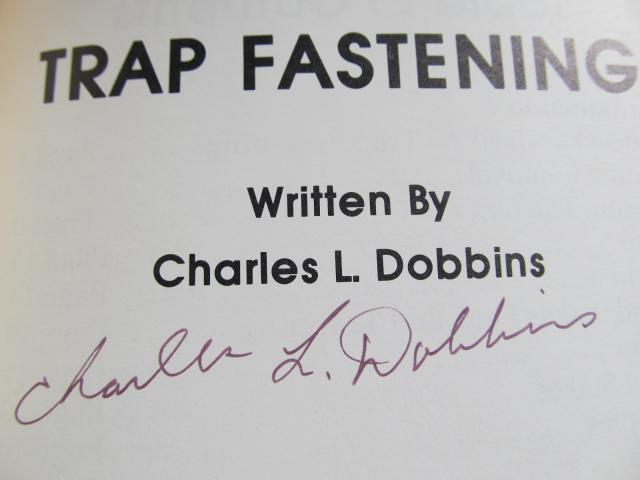 TRAP FASTENING
Written By
Charles L. Dobbins
Charles L. Dobbins